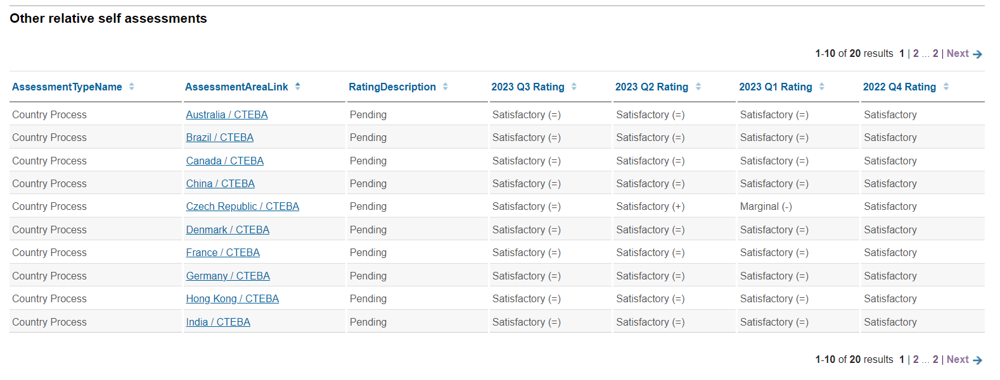 Other relative self assessments
1-10 of 20 results 1 | 2 ... 2 | Next
AssessmentTypeName AssessmentAreaLink RatingDescription 2023 Q3 Rating 2023 Q2 Rating 2023 Q1 Rating 2022 Q4 Rating
Country Process Australia / CTEBA Pending Satisfactory (=) Satisfactory (=) Satisfactory (=) Satisfactory
Country Process Brazil / CTEBA Pending Satisfactory (=) Satisfactory (=) Satisfactory (=) Satisfactory
Country Process Canada / CTEBA Pending Satisfactory (=) Satisfactory (=) Satisfactory (=) Satisfactory
Country Process China / CTEBA Pending Satisfactory (=) Satisfactory (=) Satisfactory (=) Satisfactory
Country Process Czech Republic / CTEBA Pending Satisfactory (=) Satisfactory (+) Marginal (-) Satisfactory
Country Process Denmark / CTEBA Pending Satisfactory (=) Satisfactory (=) Satisfactory (=) Satisfactory
Country Process France / CTEBA Pending Satisfactory (=) Satisfactory (=) Satisfactory (=) Satisfactory
Country Process Germany / CTEBA Pending Satisfactory (=) Satisfactory (=) Satisfactory (=) Satisfactory
Country Process Hong Kong / CTEBA Pending Satisfactory (=) Satisfactory (=) Satisfactory (=) Satisfactory
Country Process India / CTEBA Pending Satisfactory (=) Satisfactory (=) Satisfactory (=) Satisfactory
1-10 of 20 results 1 | 2 ... 2 | Next